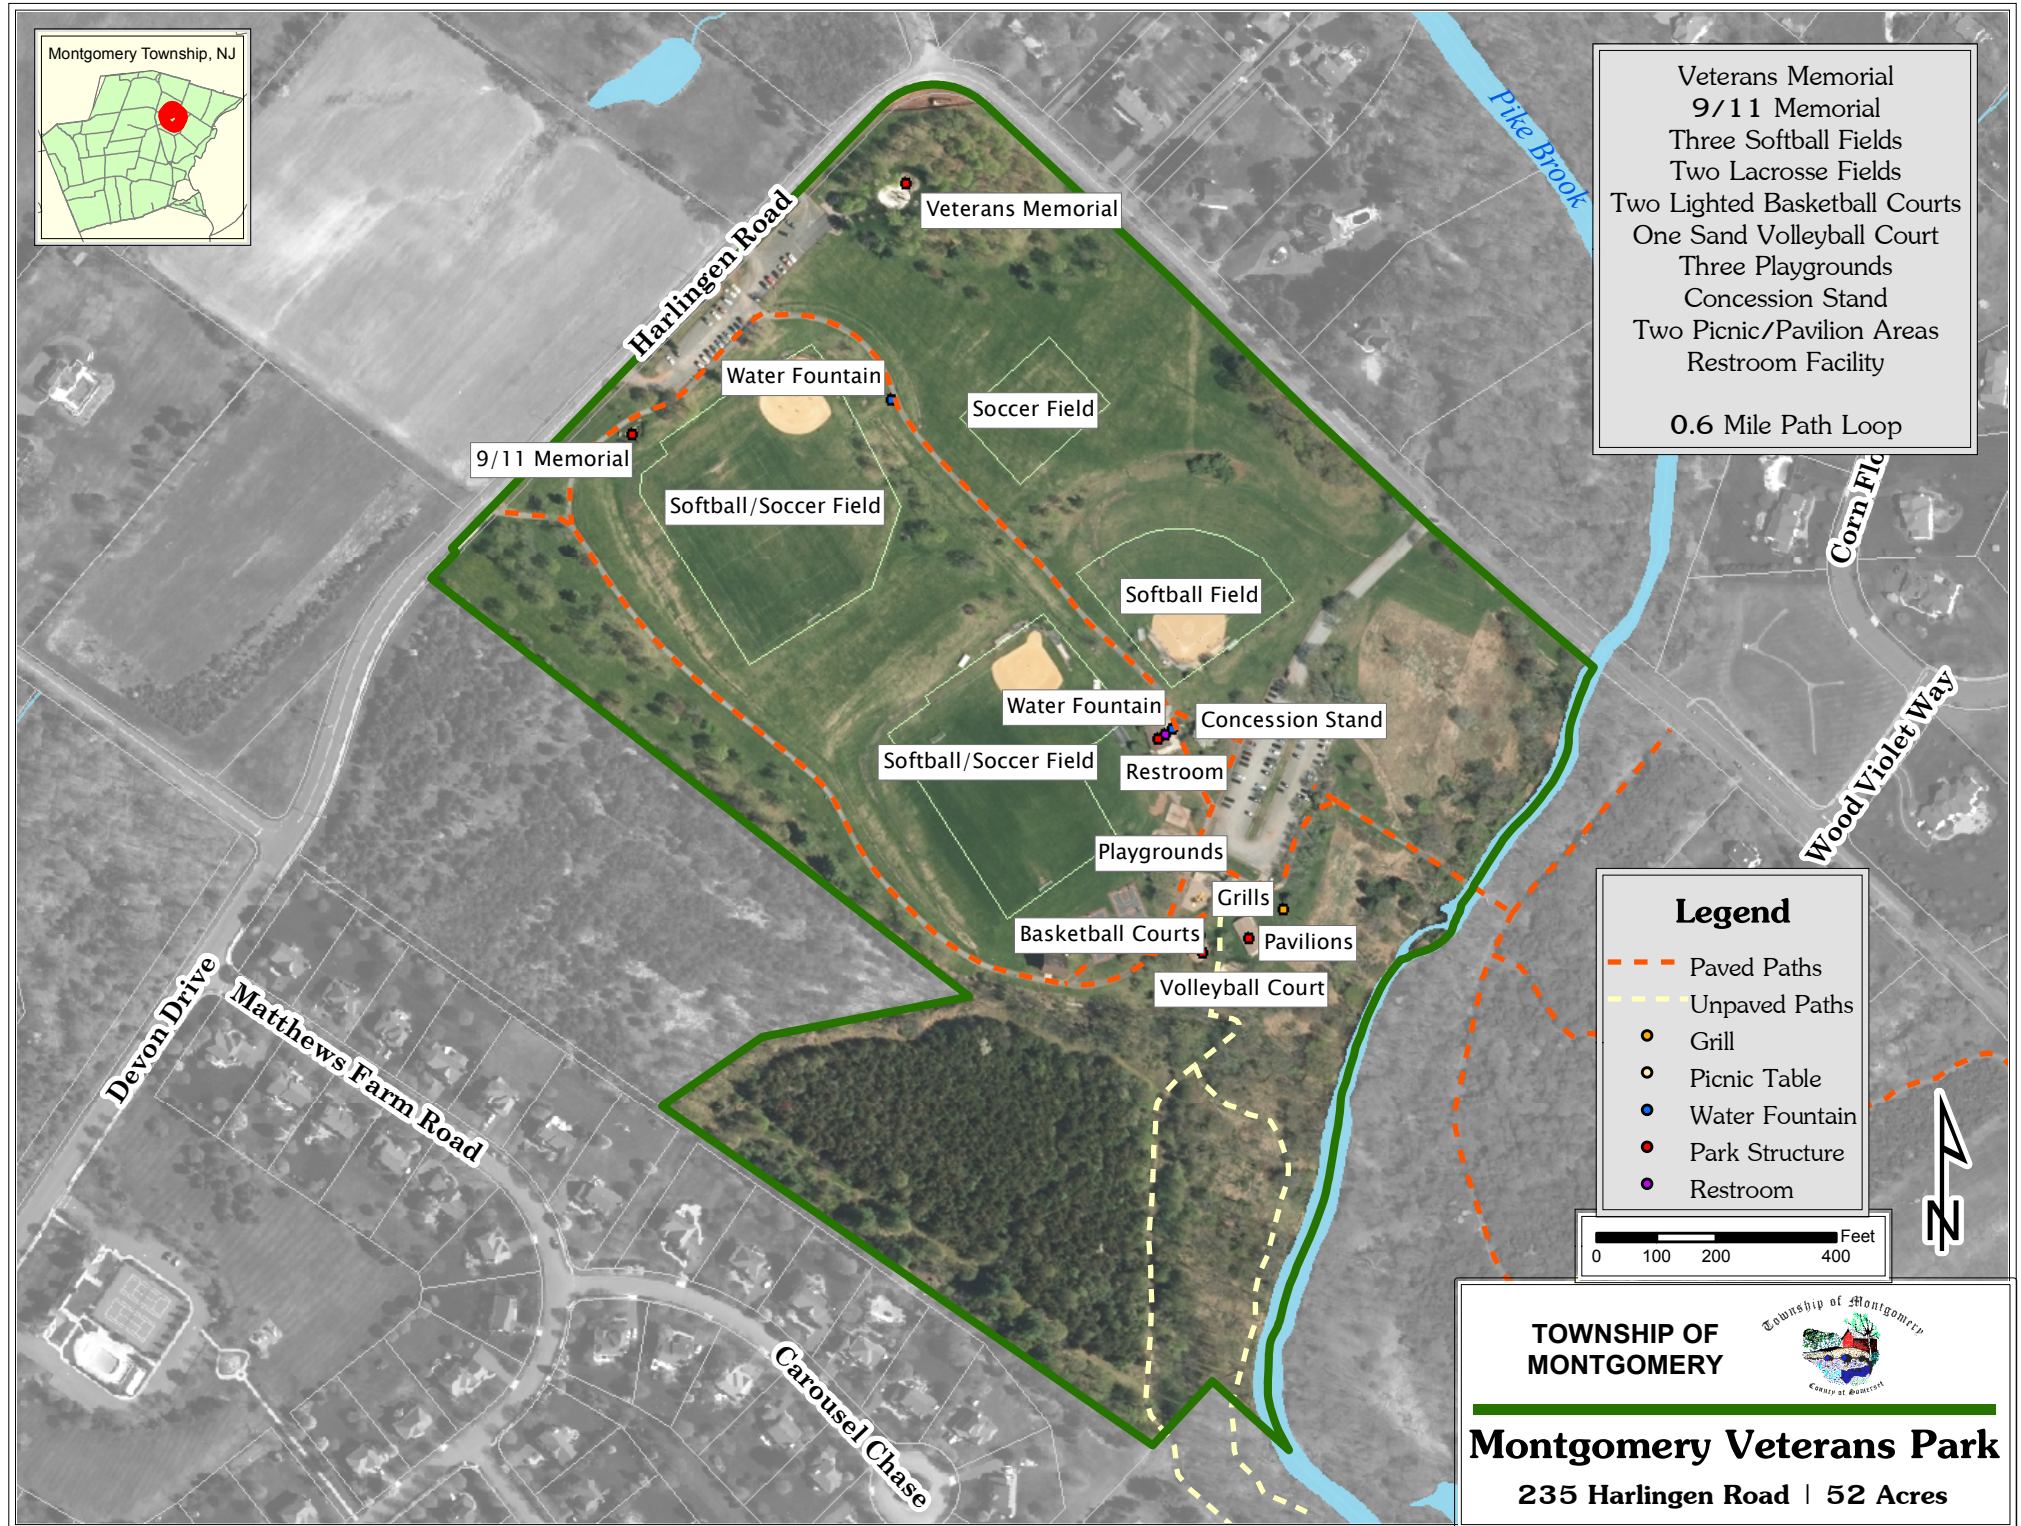 Montgomery Township, NJ
Veterans Memorial
9/11 Memorial
Three Softball Fields
Two Lacrosse Fields
Two Lighted Basketball Courts
One Sand Volleyball Court
Three Playgrounds
Concession Stand
Two Picnic/Pavilion Areas
Restroom Facility
0.6 Mile Path Loop
Pike Brook
Harlingen Road
Veterans Memorial
Water Fountain
Soccer Field
9/11 Memorial
Softball/Soccer Field
Corn Flo
Softball Field
Water Fountain
Concession Stand
Softball/Soccer Field
Restroom
Wood Violet Way
Playgrounds
Grills
Basketball Courts
Pavilions
Volleyball Court
Devon Drive
Matthews Farm Road
Carousel Chase
Legend
Paved Paths
Unpaved Paths
Grill
Picnic Table
Water Fountain
Park Structure
Restroom
N
Feet
0 100 200 400
TOWNSHIP OF
MONTGOMERY
Township of Montgomery
County of Somerset
Montgomery Veterans Park
235 Harlingen Road | 52 Acres